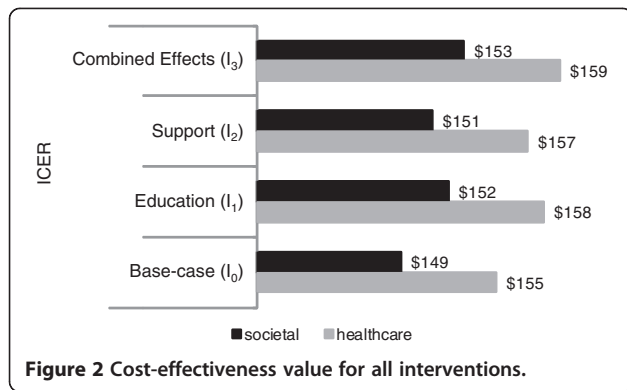 ICER
Combined Effects (I₃)
$153
$159
Support (I₂)
$151
$157
Education (I₁)
$152
$158
Base-case (I₀)
$149
$155
societal healthcare
Figure 2 Cost-effectiveness value for all interventions.